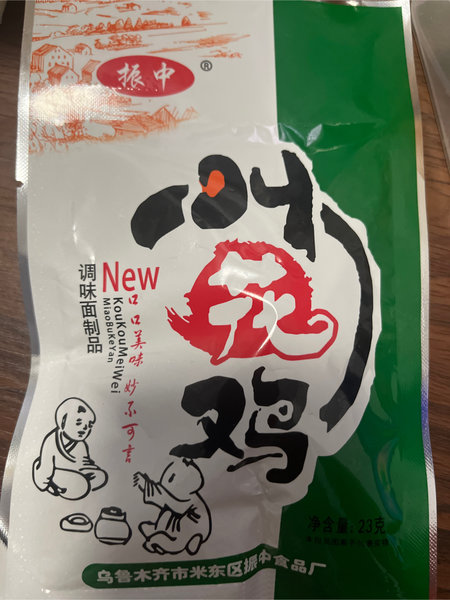 振中®
叫
花
鸡
调味面制品
New
口口美味 妙不可言
KouKouMeiWei
MiaoBuKeYan
净含量:23克
乌鲁木齐市米东区振中食品厂